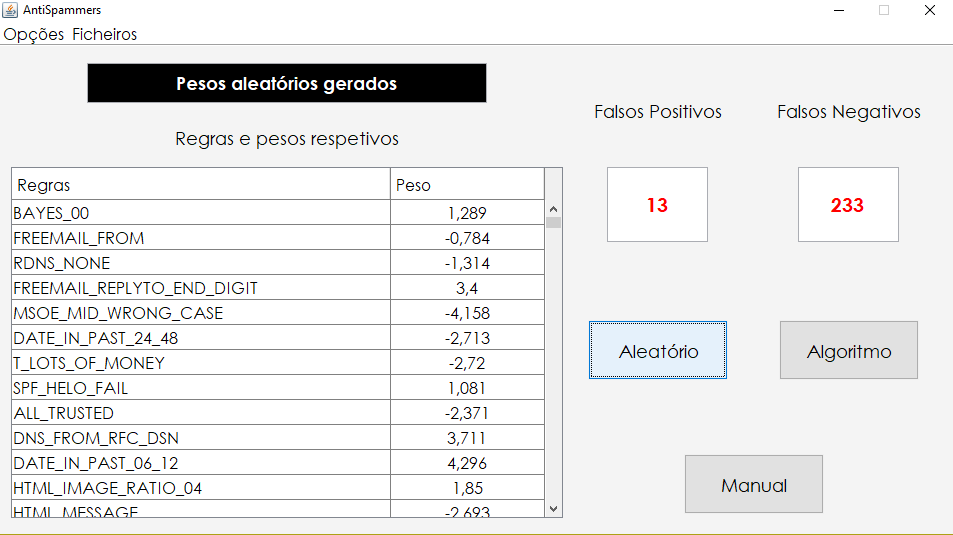 AntiSpammers
Opções Ficheiros
Pesos aleatórios gerados
Falsos Positivos Falsos Negativos
Regras e pesos respetivos
Regras Peso
13 233
BAYES_00 1,289
FREEMAIL_FROM -0,784
RDNS_NONE -1,314
FREEMAIL_REPLYTO_END_DIGIT 3,4
MSOE_MID_WRONG_CASE -4,158
DATE_IN_PAST_24_48 -2,713
T_LOTS_OF_MONEY -2,72
SPF_HELO_FAIL 1,081
ALL_TRUSTED -2,371
DNS_FROM_RFC_DSN 3,711
DATE_IN_PAST_06_12 4,296
HTML_IMAGE_RATIO_04 1,85
HTML_MESSAGE -2,693
Aleatório Algoritmo
Manual